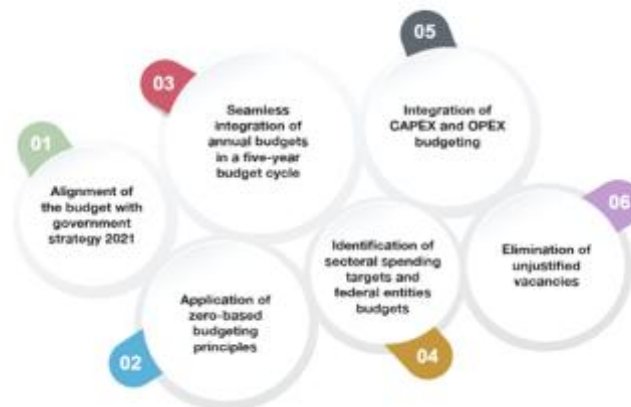 01
Alignment of
the budget with
government
strategy 2021
02
Application of
zero-based
budgeting
principles
03
Seamless
integration of
annual budgets
in a five-year
budget cycle
04
Identification of
sectoral spending
targets and
federal entities
budgets
05
Integration of
CAPEX and OPEX
budgeting
06
Elimination of
unjustified
vacancies